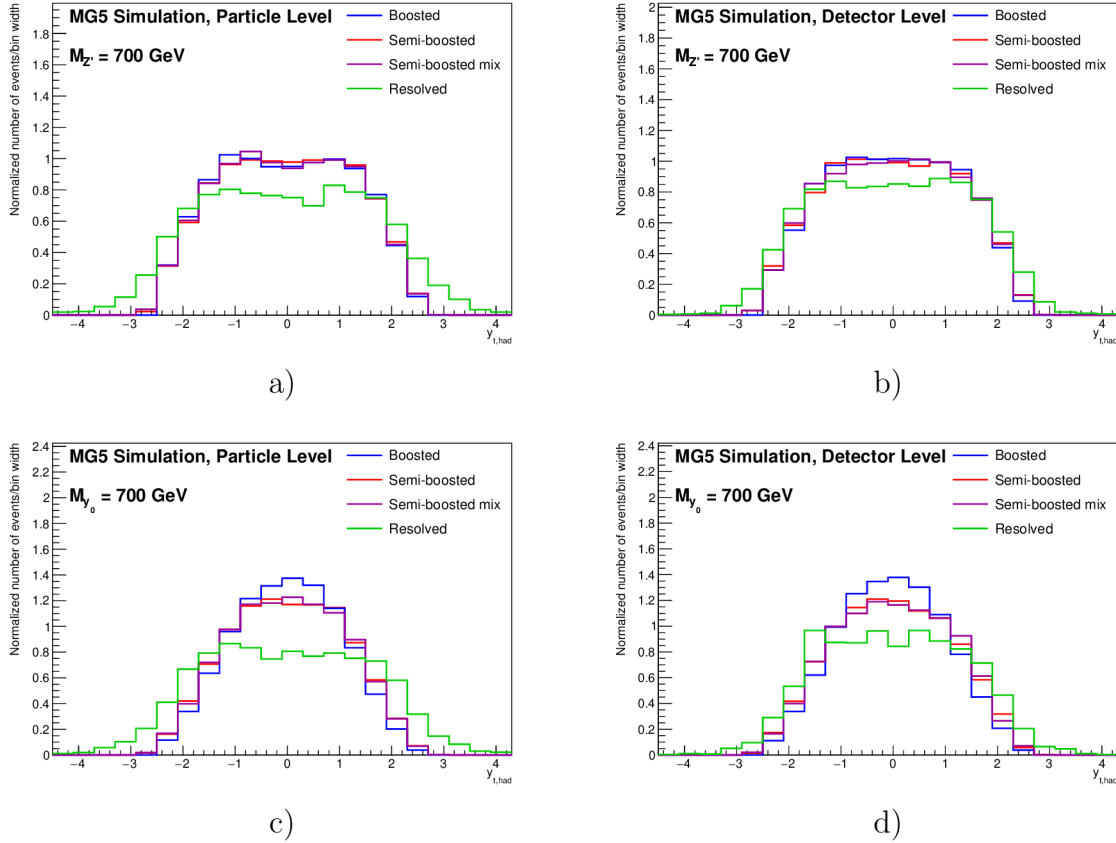 MG5 Simulation, Particle Level
M_Z' = 700 GeV
Boosted
Semi-boosted
Semi-boosted mix
Resolved
Normalized number of events/bin width
1.8
1.6
1.4
1.2
1
0.8
0.6
0.4
0.2
0
−4 −3 −2 −1 0 1 2 3 4
y_t,had
a)
MG5 Simulation, Detector Level
M_Z' = 700 GeV
Boosted
Semi-boosted
Semi-boosted mix
Resolved
Normalized number of events/bin width
2
1.8
1.6
1.4
1.2
1
0.8
0.6
0.4
0.2
0
−4 −3 −2 −1 0 1 2 3 4
y_t,had
b)
MG5 Simulation, Particle Level
M_y_0 = 700 GeV
Boosted
Semi-boosted
Semi-boosted mix
Resolved
Normalized number of events/bin width
2.4
2.2
2
1.8
1.6
1.4
1.2
1
0.8
0.6
0.4
0.2
0
−4 −3 −2 −1 0 1 2 3 4
y_t,had
c)
MG5 Simulation, Detector Level
M_y_0 = 700 GeV
Boosted
Semi-boosted
Semi-boosted mix
Resolved
Normalized number of events/bin width
2.4
2.2
2
1.8
1.6
1.4
1.2
1
0.8
0.6
0.4
0.2
0
−4 −3 −2 −1 0 1 2 3 4
y_t,had
d)